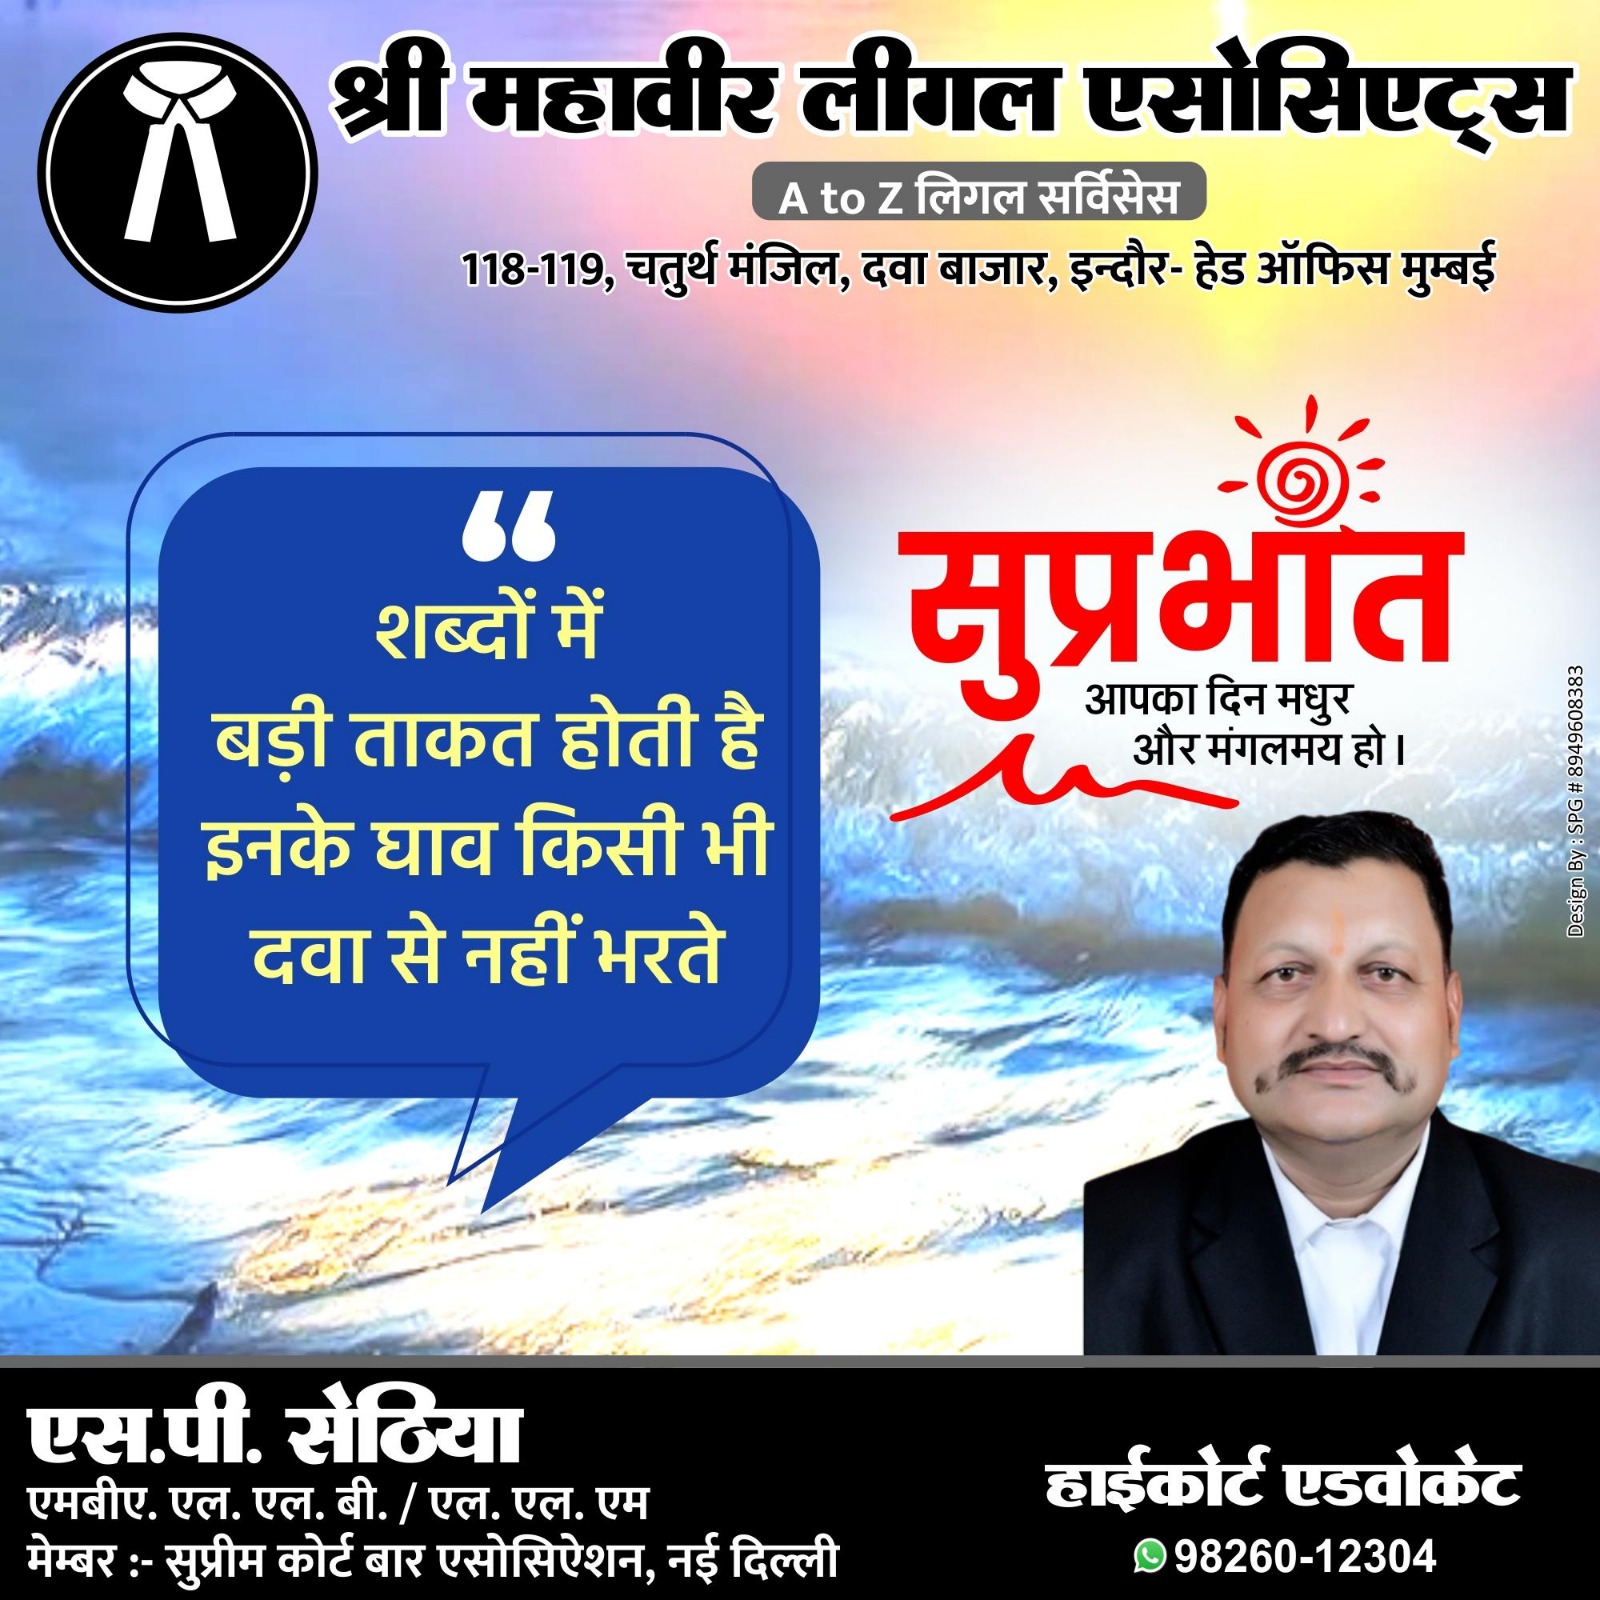 श्री महावीर लीगल एसोसिएट्स
A to Z लिगल सर्विसेस
118-119, चतुर्थ मंजिल, दवा बाजार, इन्दौर- हेड ऑफिस मुम्बई
“
शब्दों में
बड़ी ताकत होती है
इनके घाव किसी भी
दवा से नहीं भरते
सुप्रभात
आपका दिन मधुर
और मंगलमय हो।
Design By : SPG # 8949608383
एस.पी. सेठिया
एमबीए. एल. एल. बी. / एल. एल. एम
मेम्बर :- सुप्रीम कोर्ट बार एसोसिऐशन, नई दिल्ली
हाईकोर्ट एडवोकेट
98260-12304